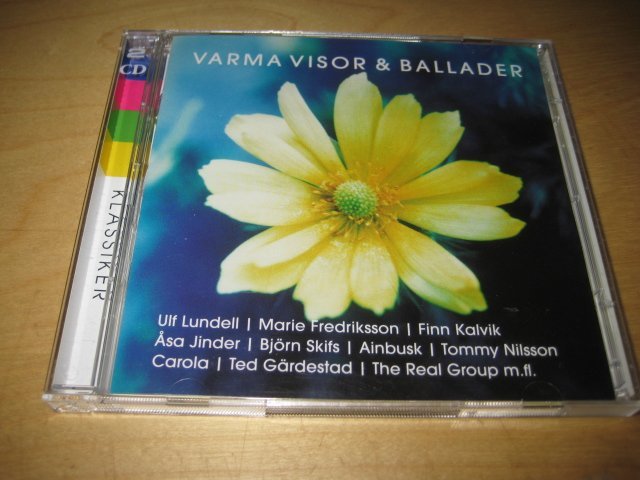 2
CD
KLASSIKER
VARMA VISOR & BALLADER
Ulf Lundell | Marie Fredriksson | Finn Kalvik
Åsa Jinder | Björn Skifs | Ainbusk | Tommy Nilsson
Carola | Ted Gärdestad | The Real Group m.fl.